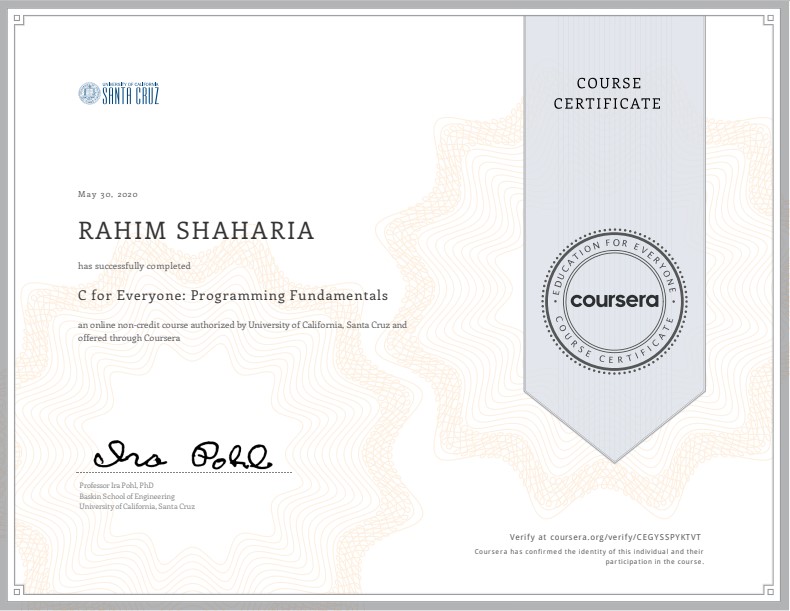 UNIVERSITY OF CALIFORNIA
SANTA CRUZ
COURSE
CERTIFICATE
May 30, 2020
RAHIM SHAHARIA
has successfully completed
C for Everyone: Programming Fundamentals
an online non-credit course authorized by University of California, Santa Cruz and
offered through Coursera
EDUCATION FOR EVERYONE
coursera
COURSE CERTIFICATE
Ira Pohl
Professor Ira Pohl, PhD
Baskin School of Engineering
University of California, Santa Cruz
Verify at coursera.org/verify/CEGYSSPYKTVT
Coursera has confirmed the identity of this individual and their
participation in the course.